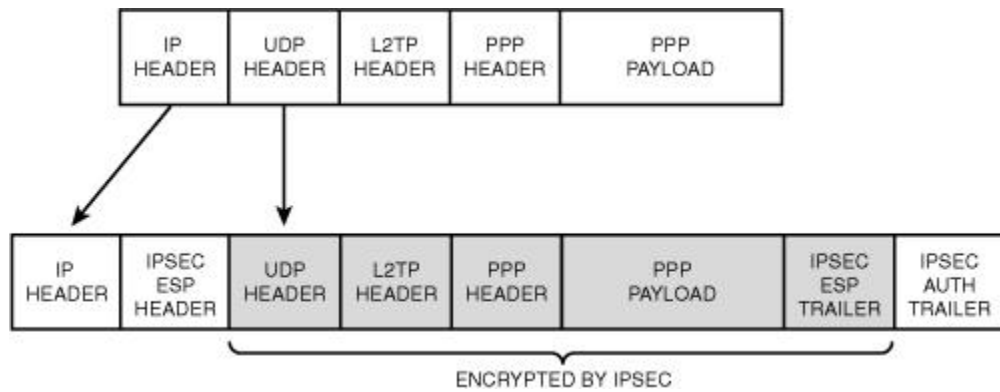 IP
HEADER
UDP
HEADER
L2TP
HEADER
PPP
HEADER
PPP
PAYLOAD
IP
HEADER
IPSEC
ESP
HEADER
UDP
HEADER
L2TP
HEADER
PPP
HEADER
PPP
PAYLOAD
IPSEC
ESP
TRAILER
IPSEC
AUTH
TRAILER
ENCRYPTED BY IPSEC